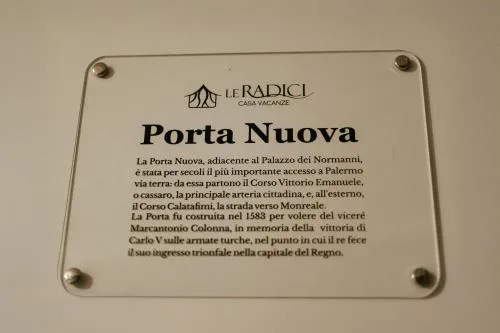 LE RADICI
CASA VACANZE
Porta Nuova
La Porta Nuova, adiacente al Palazzo dei Normanni,
è stata per secoli il più importante accesso a Palermo
via terra: da essa partono il Corso Vittorio Emanuele,
o cassaro, la principale arteria cittadina, e, all'esterno,
il Corso Calatafimi, la strada verso Monreale.
La Porta fu costruita nel 1583 per volere del viceré
Marcantonio Colonna, in memoria della vittoria di
Carlo V sulle armate turche, nel punto in cui il re fece
il suo ingresso trionfale nella capitale del Regno.